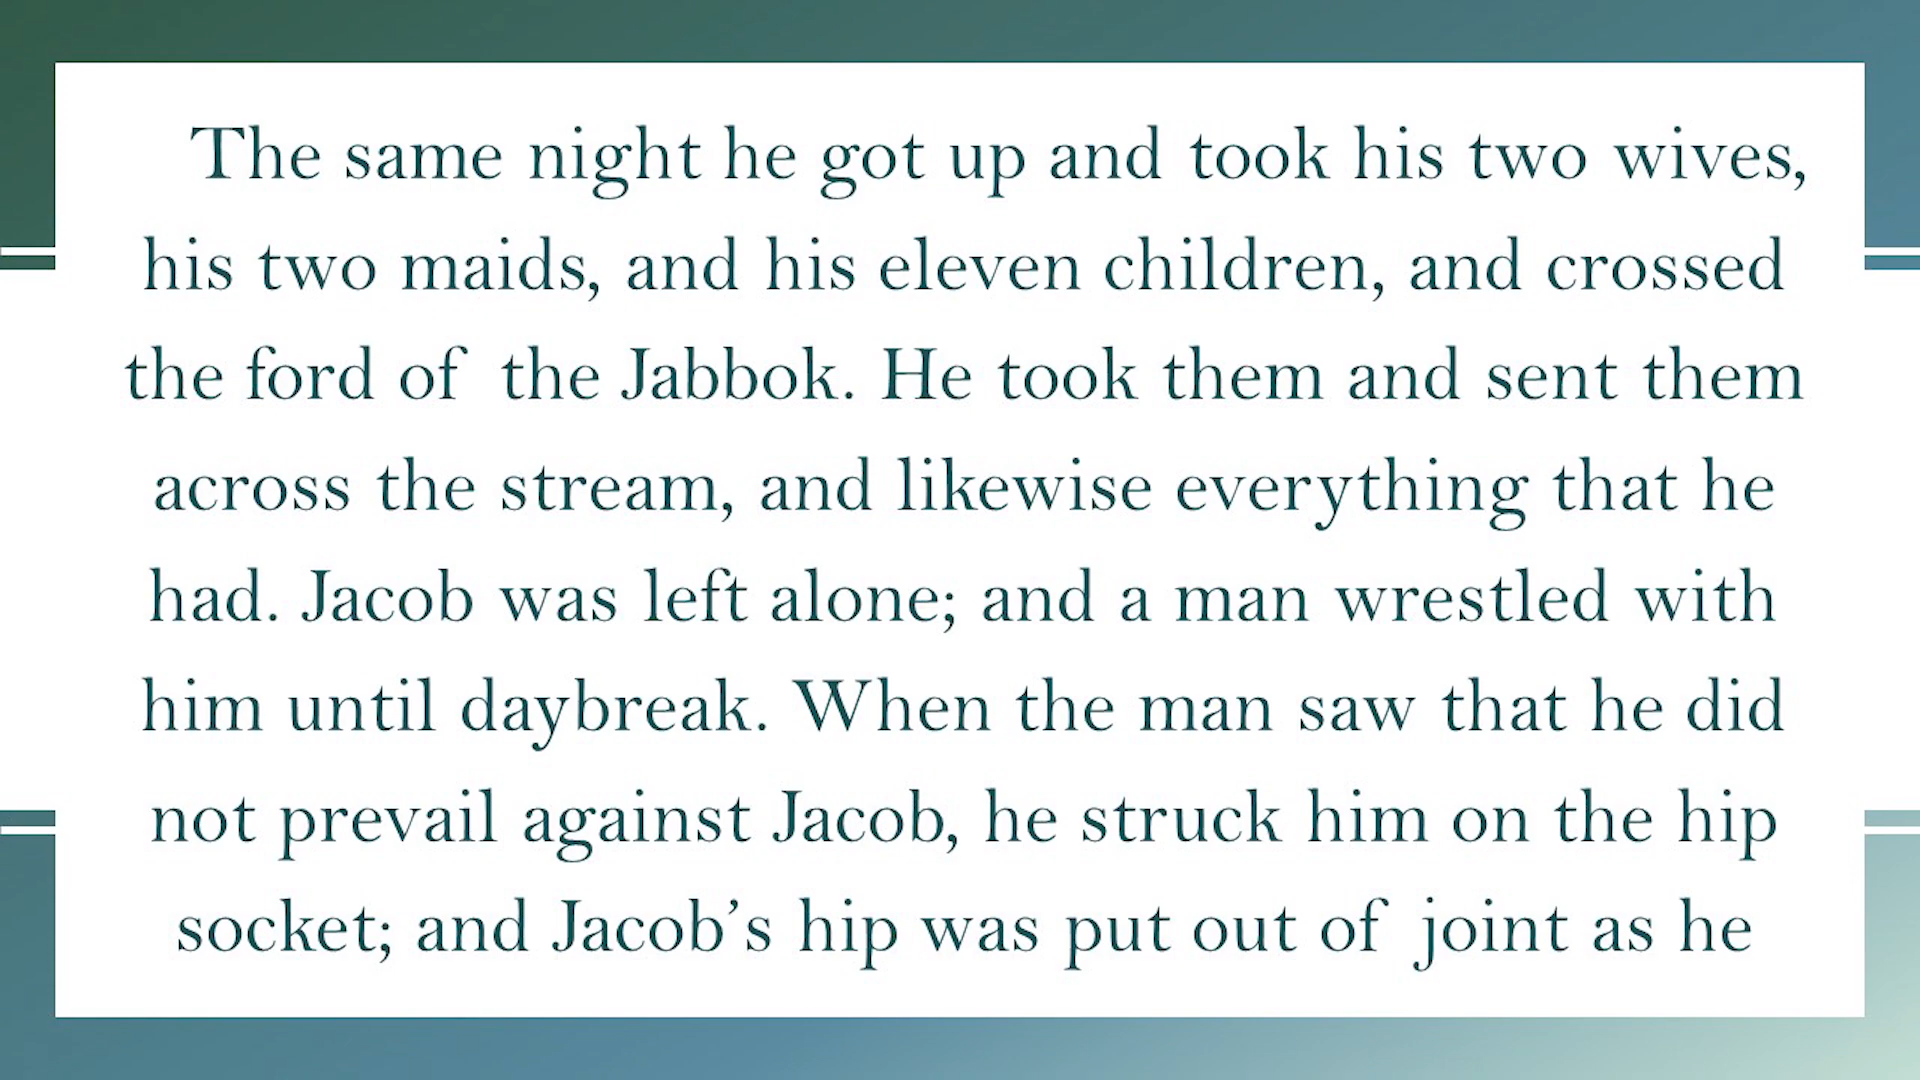 The same night he got up and took his two wives,
his two maids, and his eleven children, and crossed
the ford of the Jabbok. He took them and sent them
across the stream, and likewise everything that he
had. Jacob was left alone; and a man wrestled with
him until daybreak. When the man saw that he did
not prevail against Jacob, he struck him on the hip
socket; and Jacob’s hip was put out of joint as he